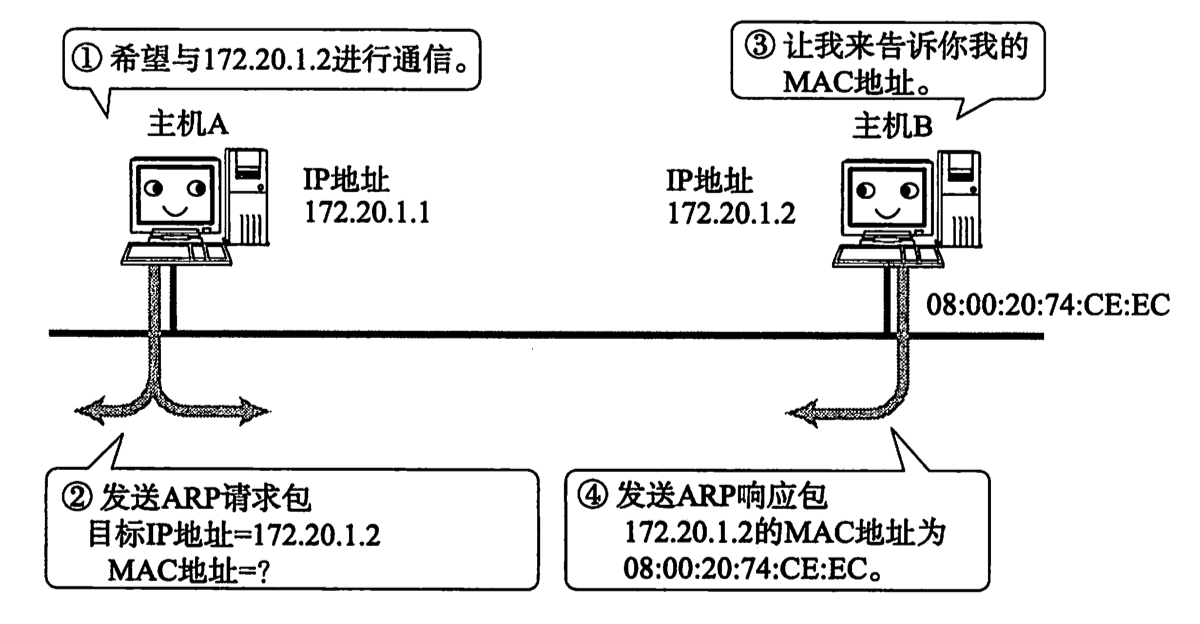 ① 希望与172.20.1.2进行通信。
③ 让我来告诉你我的
MAC地址。
主机A
主机B
IP地址
172.20.1.1
IP地址
172.20.1.2
08:00:20:74:CE:EC
② 发送ARP请求包
目标IP地址=172.20.1.2
MAC地址=?
④ 发送ARP响应包
172.20.1.2的MAC地址为
08:00:20:74:CE:EC。